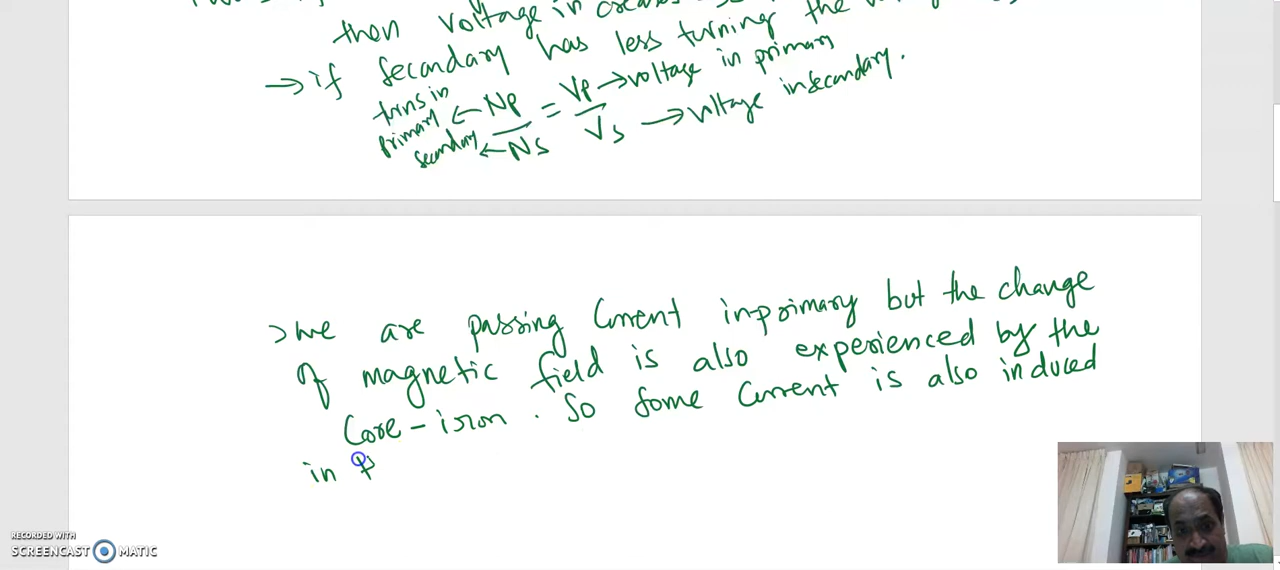 then voltage in
→ if secondary has less turning the
turns in primary ← Np = Vp → voltage in primary
secondary ← Ns Vs → voltage in secondary.
> we are passing current in primary but the change
of magnetic field is also experienced by the
Core - iron . So some current is also induced
in
RECORDED WITH
SCREENCAST MATIC